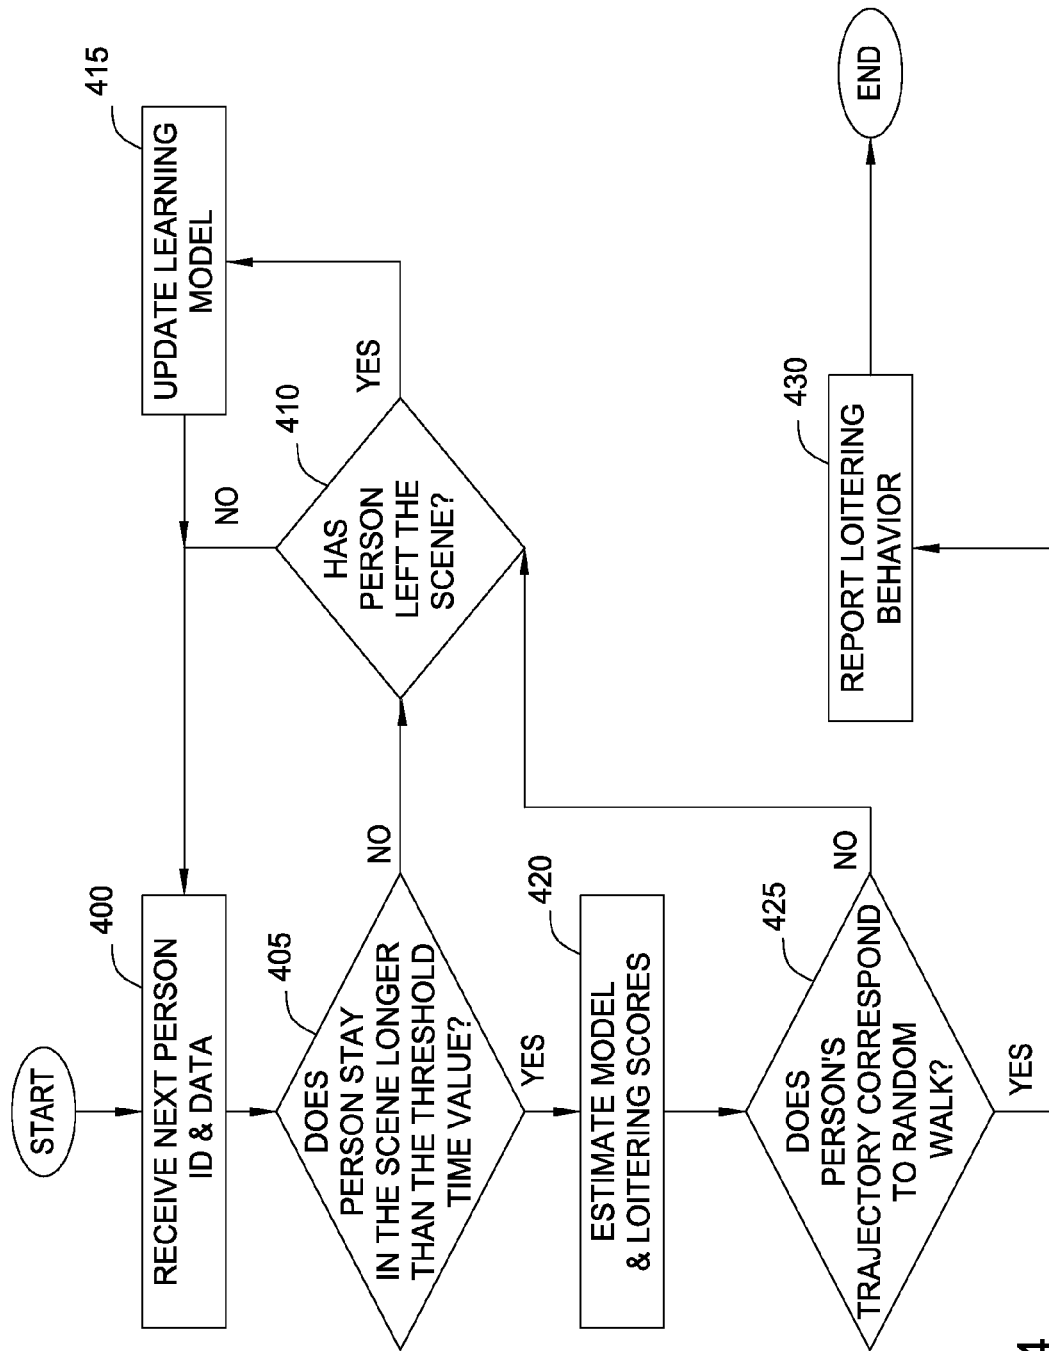 START
RECEIVE NEXT PERSON
ID & DATA
400
DOES
PERSON STAY
IN THE SCENE LONGER
THAN THE THRESHOLD
TIME VALUE?
405
NO
YES
HAS
PERSON
LEFT THE
SCENE?
410
NO
YES
UPDATE LEARNING
MODEL
415
ESTIMATE MODEL
& LOITERING SCORES
420
DOES
PERSON'S
TRAJECTORY CORRESPOND
TO RANDOM
WALK?
425
NO
YES
REPORT LOITERING
BEHAVIOR
430
END
4